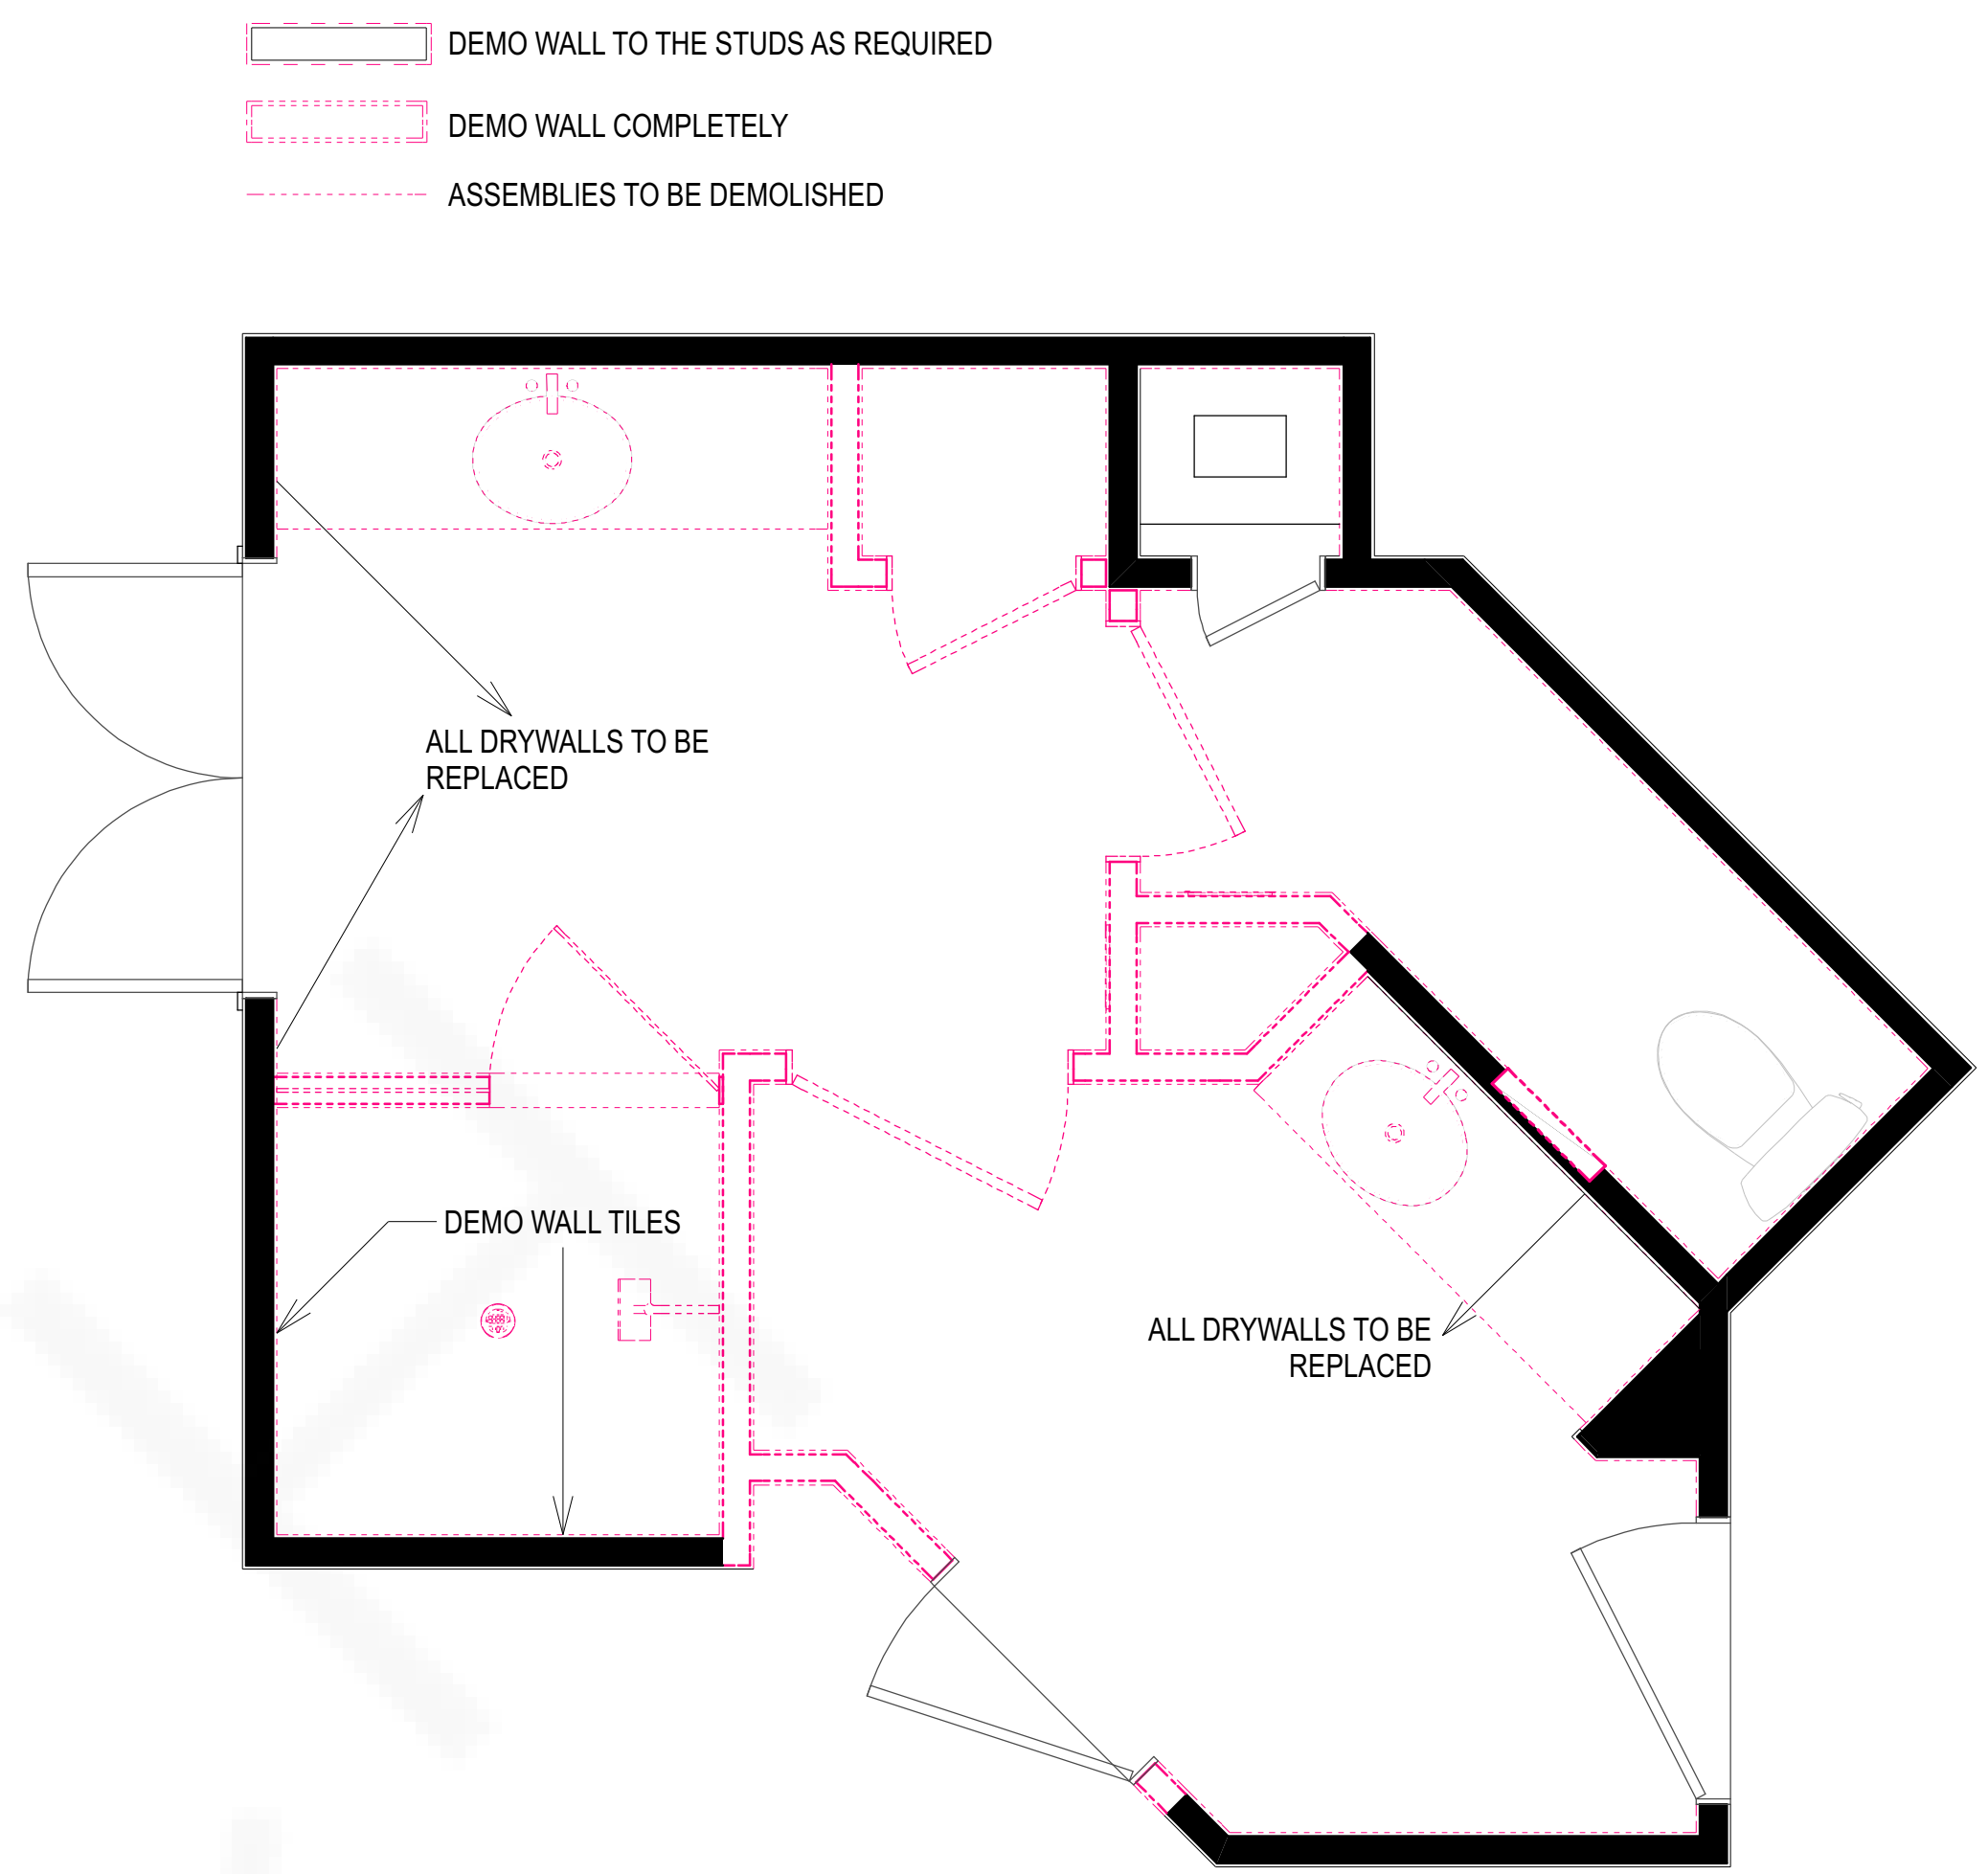 DEMO WALL TO THE STUDS AS REQUIRED
DEMO WALL COMPLETELY
ASSEMBLIES TO BE DEMOLISHED
ALL DRYWALLS TO BE
REPLACED
DEMO WALL TILES
ALL DRYWALLS TO BE
REPLACED